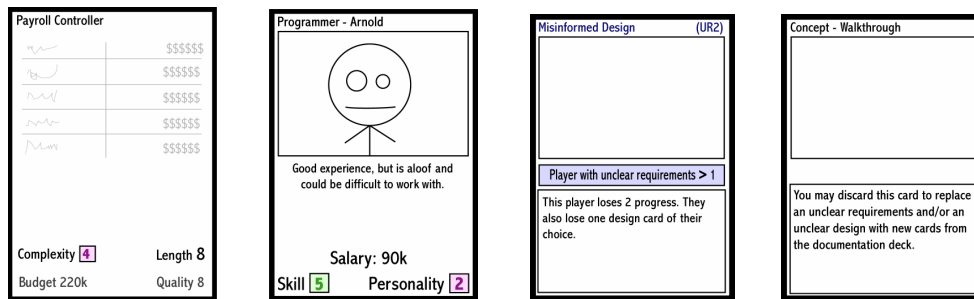 Payroll Controller
$$$$$$
$$$$$$
$$$$$$
$$$$$$
$$$$$$
Complexity 4 Length 8
Budget 220k Quality 8
Programmer - Arnold
Good experience, but is aloof and
could be difficult to work with.
Salary: 90k
Skill 5 Personality 2
Misinformed Design (UR2)
Player with unclear requirements > 1
This player loses 2 progress. They
also lose one design card of their
choice.
Concept - Walkthrough
You may discard this card to replace
an unclear requirements and/or an
unclear design with new cards from
the documentation deck.